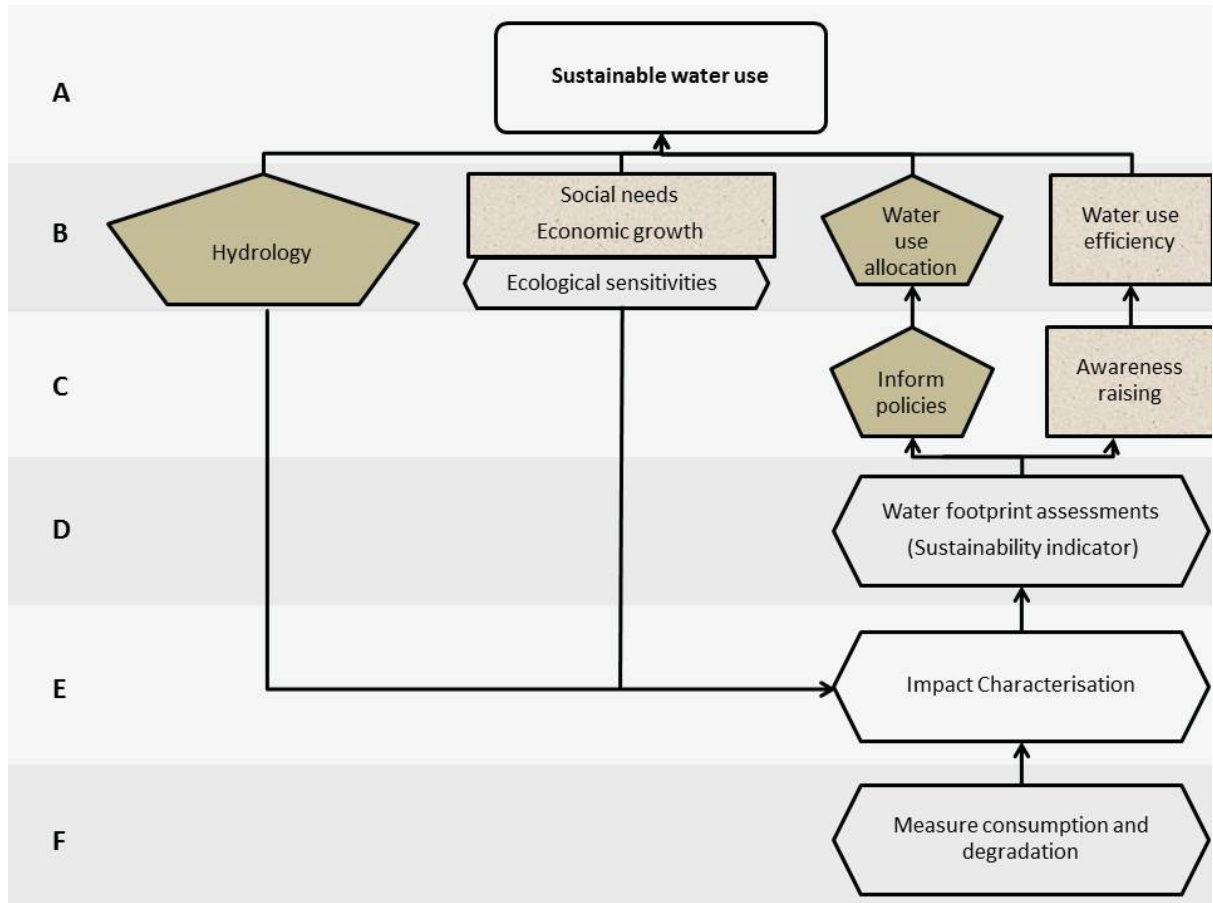 A
Sustainable water use
B
Hydrology
Social needs
Economic growth
Ecological sensitivities
Water
use
allocation
Water use
efficiency
C
Inform
policies
Awareness
raising
D
Water footprint assessments
(Sustainability indicator)
E
Impact Characterisation
F
Measure consumption and
degradation